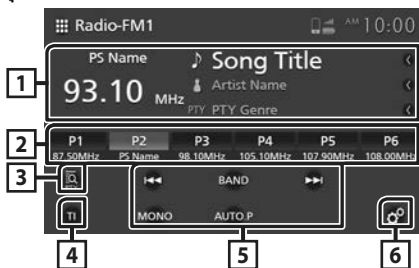 Radio-FM1
AM 10:00
PS Name
Song Title
93.10 MHz
Artist Name
PTY PTY Genre
P1 P2 P3 P4 P5 P6
87.50MHz PS Name 98.10MHz 105.10MHz 107.90MHz 108.00MHz
BAND
TI MONO AUTO.P
1
2
3
4
5
6